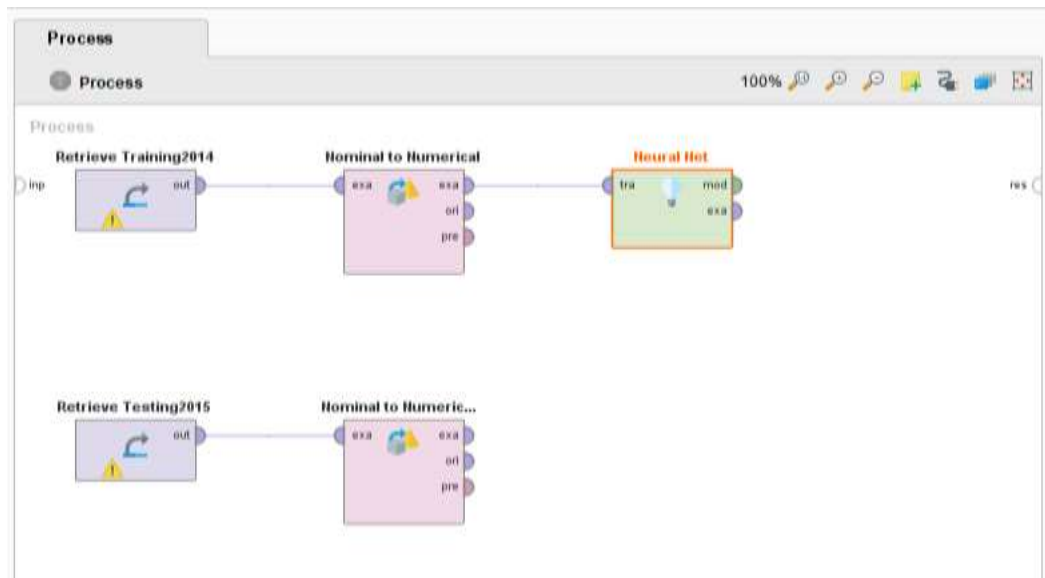 Process
Process
100%
Process
Retrieve Training2014
Nominal to Numerical
Neural Net
inp
out
exa
exa
tra
mod
res
ori
exa
pre
Retrieve Testing2015
Nominal to Numeric...
out
exa
exa
ori
pre